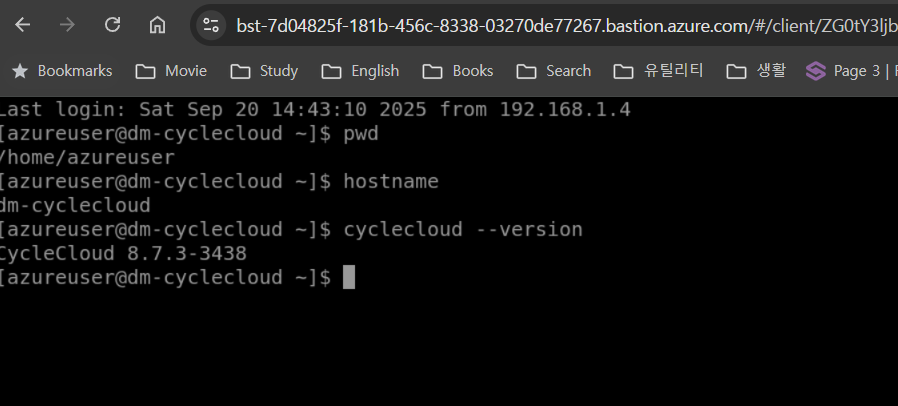 bst-7d04825f-181b-456c-8338-03270de77267.bastion.azure.com/#/client/ZG0tY3ljb
Bookmarks Movie Study English Books Search 유틸리티 생활 Page 3 |
Last login: Sat Sep 20 14:43:10 2025 from 192.168.1.4
[azureuser@dm-cyclecloud ~]$ pwd
/home/azureuser
[azureuser@dm-cyclecloud ~]$ hostname
dm-cyclecloud
[azureuser@dm-cyclecloud ~]$ cyclecloud --version
CycleCloud 8.7.3-3438
[azureuser@dm-cyclecloud ~]$